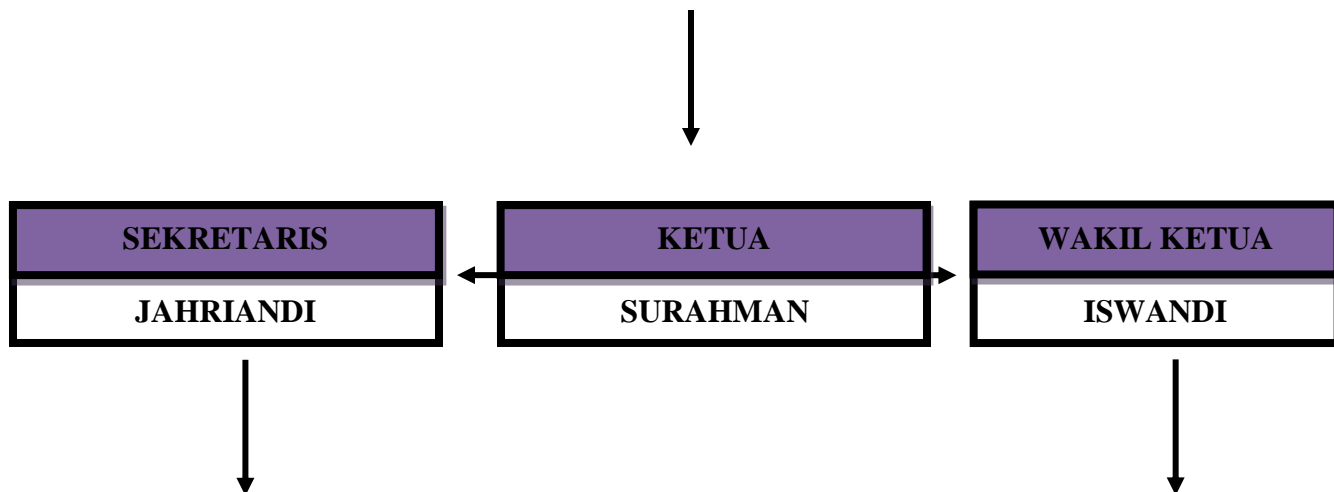 SEKRETARIS
JAHRIANDI
KETUA
SURAHMAN
WAKIL KETUA
ISWANDI